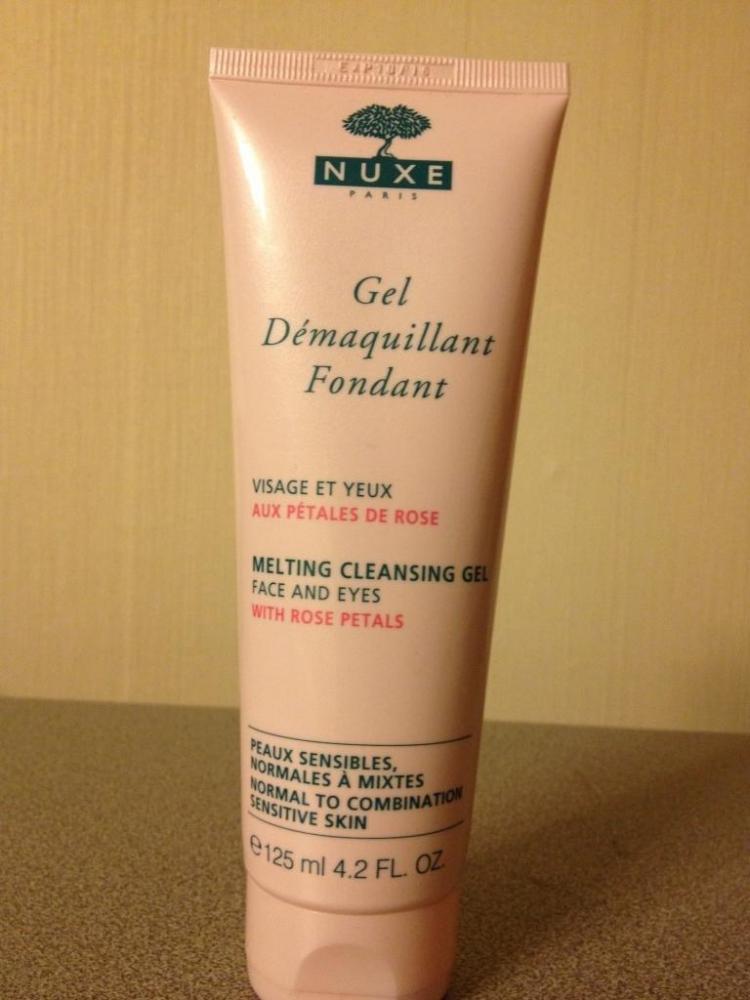 NUXE
PARIS
Gel
Démaquillant
Fondant
VISAGE ET YEUX
AUX PÉTALES DE ROSE
MELTING CLEANSING GEL
FACE AND EYES
WITH ROSE PETALS
PEAUX SENSIBLES,
NORMALES À MIXTES
NORMAL TO COMBINATION
SENSITIVE SKIN
℮125 ml 4.2 FL. OZ.